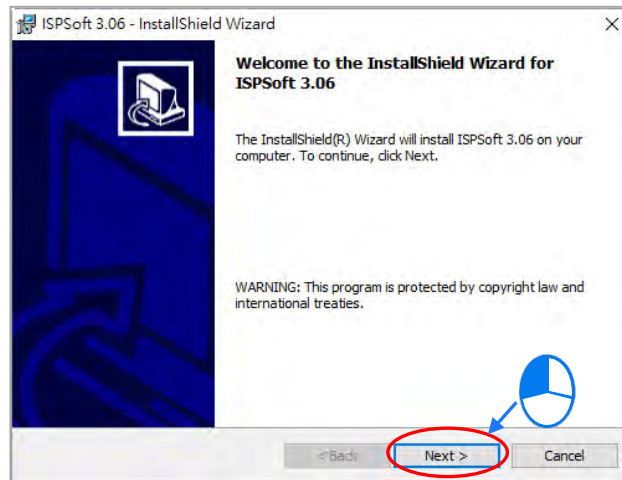 ISPSoft 3.06 - InstallShield Wizard
Welcome to the InstallShield Wizard for
ISPSoft 3.06
The InstallShield(R) Wizard will install ISPSoft 3.06 on your
computer. To continue, click Next.
WARNING: This program is protected by copyright law and
international treaties.
< Back Next > Cancel